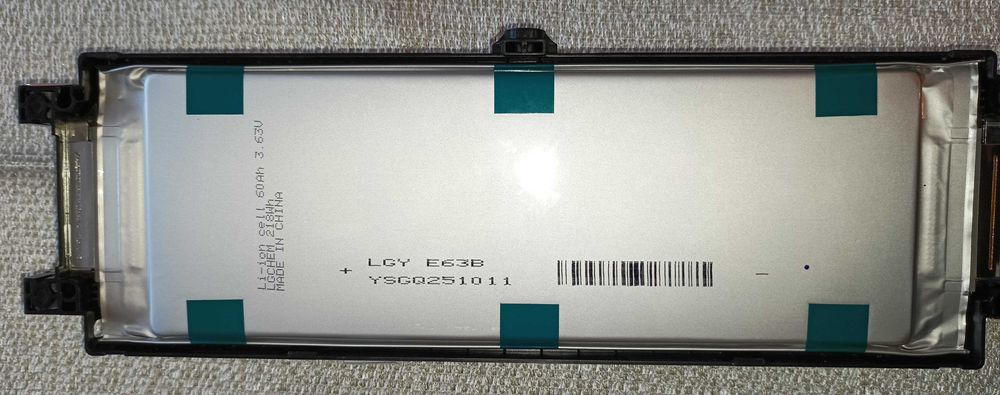 Li-ion cell 60Ah 3.63V
LGCHEM 218Wh
MADE IN CHINA
+ LGY E63B
YSGQ251011
–